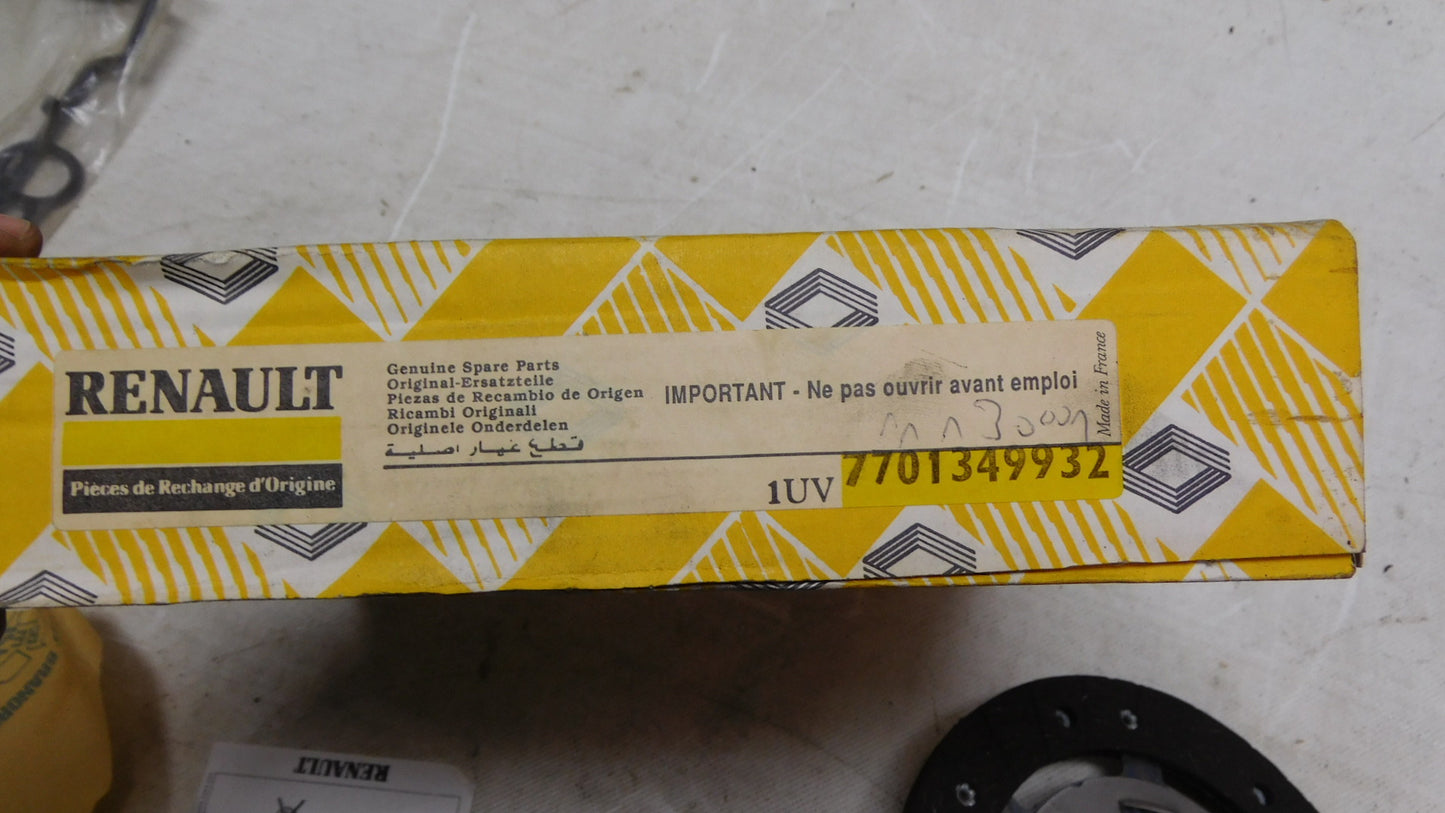 RENAULT
Pièces de Rechange d'Origine
Genuine Spare Parts
Original-Ersatzteile
Piezas de Recambio de Origen
Ricambi Originali
Originele Onderdelen
قطع غيار اصلية
IMPORTANT - Ne pas ouvrir avant emploi
Made in France
1UV
7701349932
RENAULT